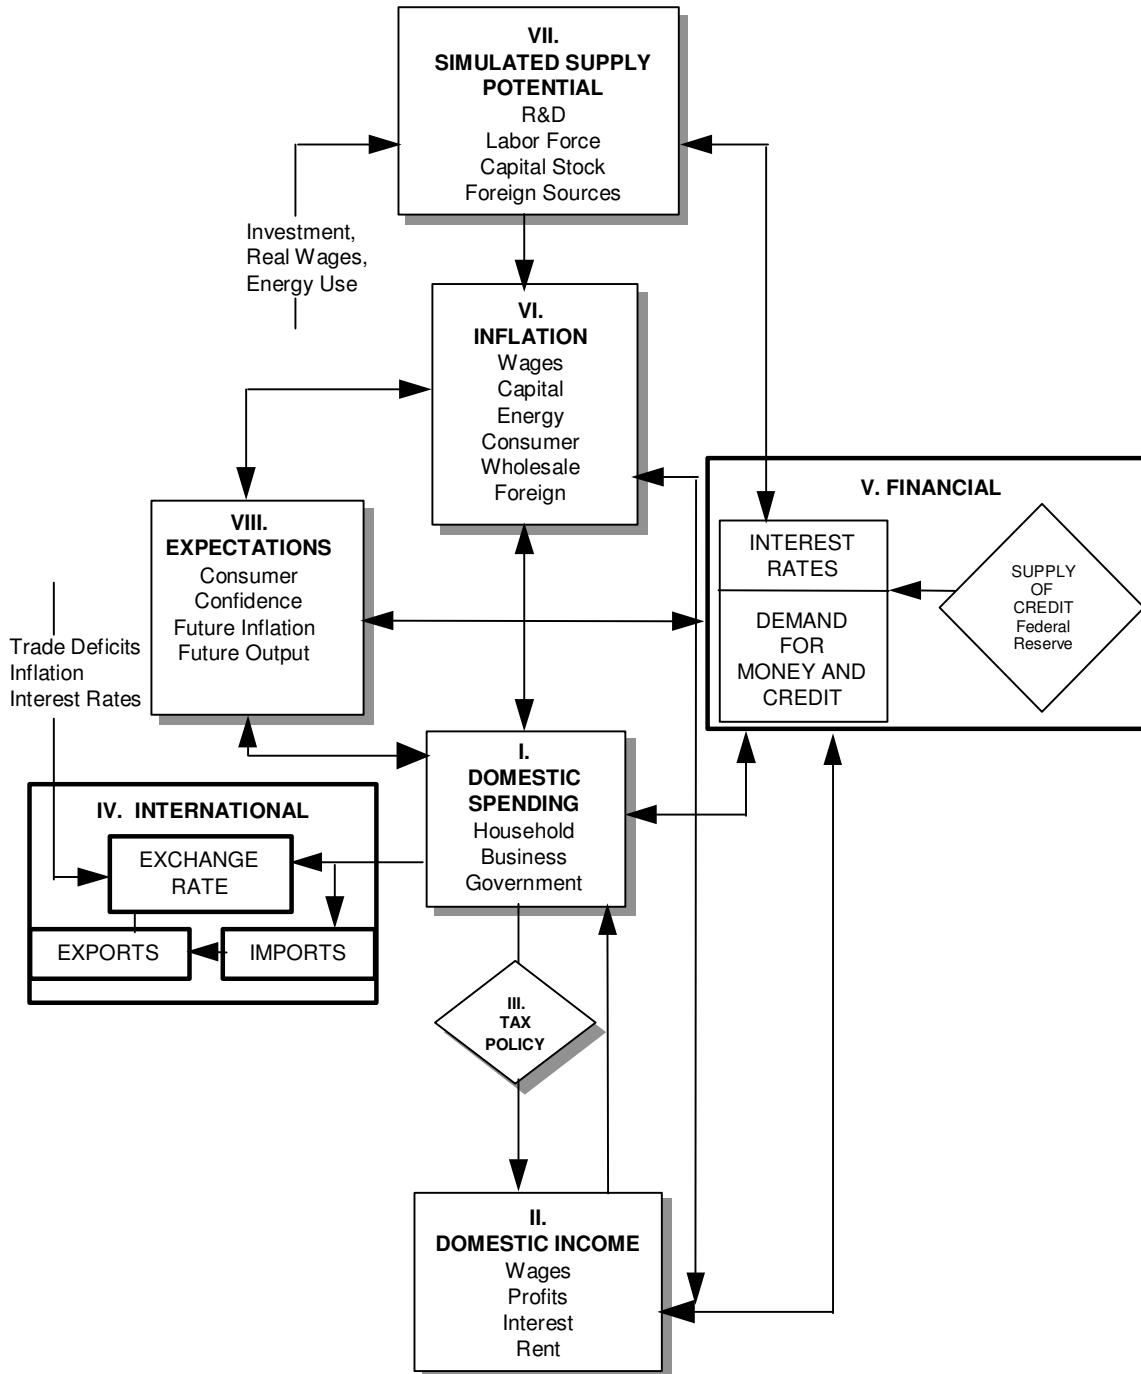 VII.
SIMULATED SUPPLY
POTENTIAL
R&D
Labor Force
Capital Stock
Foreign Sources
Investment,
Real Wages,
Energy Use
VI.
INFLATION
Wages
Capital
Energy
Consumer
Wholesale
Foreign
V. FINANCIAL
INTEREST
RATES
DEMAND
FOR
MONEY AND
CREDIT
SUPPLY
OF
CREDIT
Federal
Reserve
VIII.
EXPECTATIONS
Consumer
Confidence
Future Inflation
Future Output
Trade Deficits
Inflation
Interest Rates
I.
DOMESTIC
SPENDING
Household
Business
Government
IV. INTERNATIONAL
EXCHANGE
RATE
EXPORTS
IMPORTS
III.
TAX
POLICY
II.
DOMESTIC INCOME
Wages
Profits
Interest
Rent